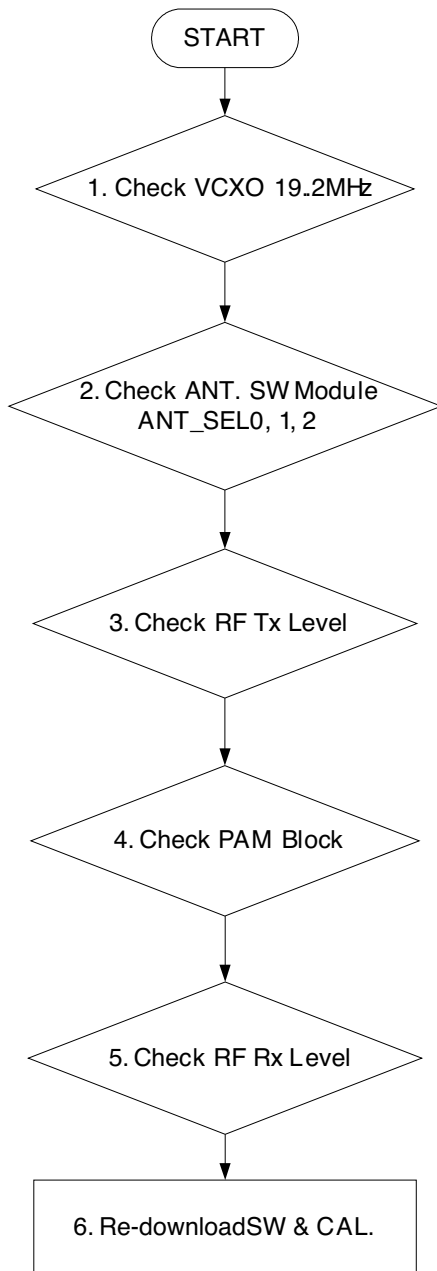 START
1. Check VCXO 19.2MHz
2. Check ANT. SW Module
ANT_SEL0, 1, 2
3. Check RF Tx Level
4. Check PAM Block
5. Check RF Rx Level
6. Re-downloadSW & CAL.